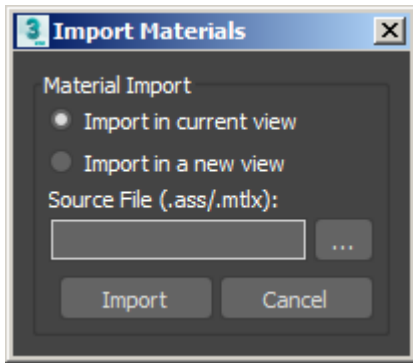 Import Materials
Material Import
Import in current view
Import in a new view
Source File (.ass/.mtlx):
...
Import Cancel